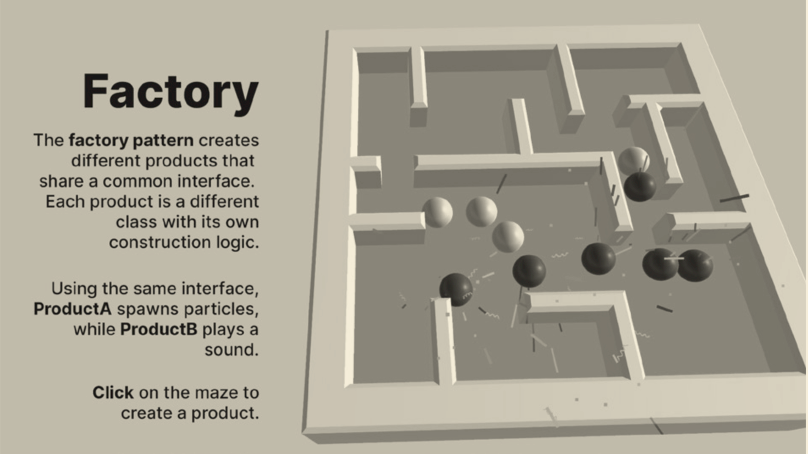 Factory
The factory pattern creates
different products that
share a common interface.
Each product is a different
class with its own
construction logic.
Using the same interface,
ProductA spawns particles,
while ProductB plays a
sound.
Click on the maze to
create a product.